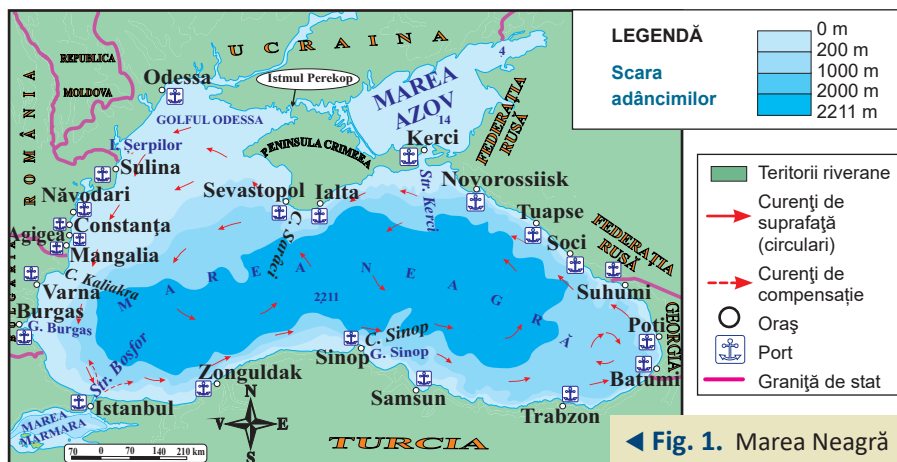 UCRAINA
REPUBLICA
MOLDOVA
ROMÂNIA
Odessa
Istmul Perekop
GOLFUL ODESSA
MAREA
AZOV
14
4
FEDERAŢIA
RUSĂ
I. Şerpilor
PENINSULA CRIMEEA
Kerci
Str. Kerci
Sulina
Năvodari
Constanţa
Agigea
Mangalia
Sevastopol
Ialta
C. Sarâci
Novorossiisk
Tuapse
Soci
FEDERAŢIA
RUSĂ
Suhumi
GEORGIA
Poti
Batumi
BULGARIA
C. Kaliakra
Varna
Burgas
G. Burgas
MAREA NEAGRĂ
2211
C. Sinop
Sinop
G. Sinop
Str. Bosfor
Zonguldak
Istanbul
Samsun
Trabzon
MAREA
MARMARA
N
V
E
S
TURCIA
70 0 70 140 210 km
LEGENDĂ
Scara
adâncimilor
0 m
200 m
1000 m
2000 m
2211 m
Teritorii riverane
Curenţi de
suprafaţă
(circulari)
Curenţi de
compensație
Oraş
Port
Graniţă de stat
◀ Fig. 1. Marea Neagră